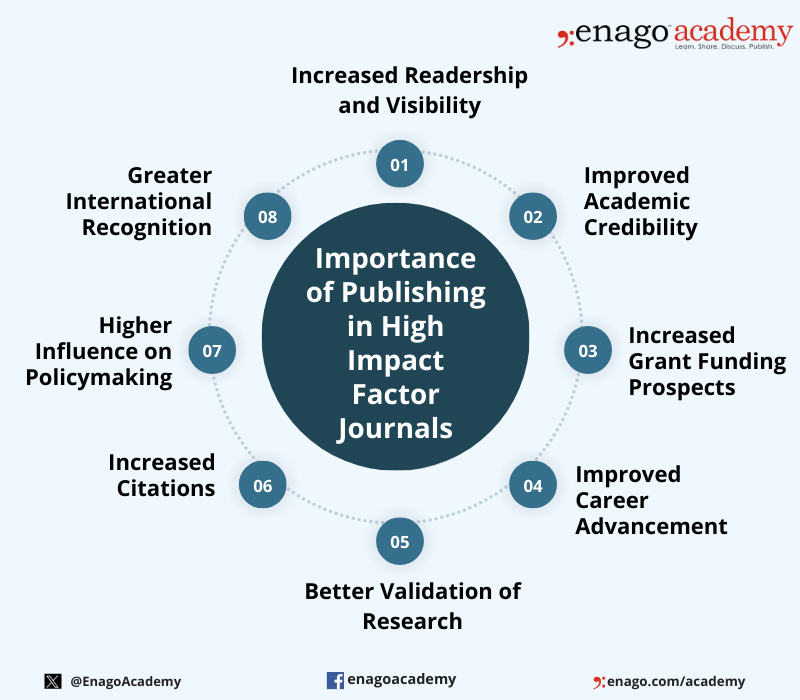 enago academy
Learn. Share. Discuss. Publish.
Increased Readership
and Visibility
01
Improved
Academic
Credibility
02
Increased
Grant Funding
Prospects
03
Improved
Career
Advancement
04
Better Validation of
Research
05
Increased
Citations
06
Higher
Influence on
Policymaking
07
Greater
International
Recognition
08
Importance
of Publishing
in High
Impact
Factor
Journals
@EnagoAcademy
enagoacademy
enago.com/academy